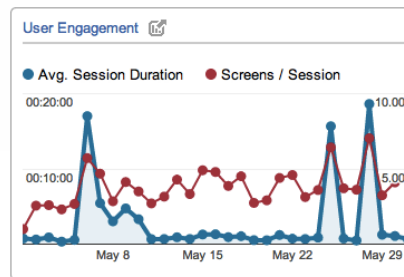 User Engagement
Avg. Session Duration Screens / Session
00:20:00 10.00
00:10:00 5.00
May 8 May 15 May 22 May 29